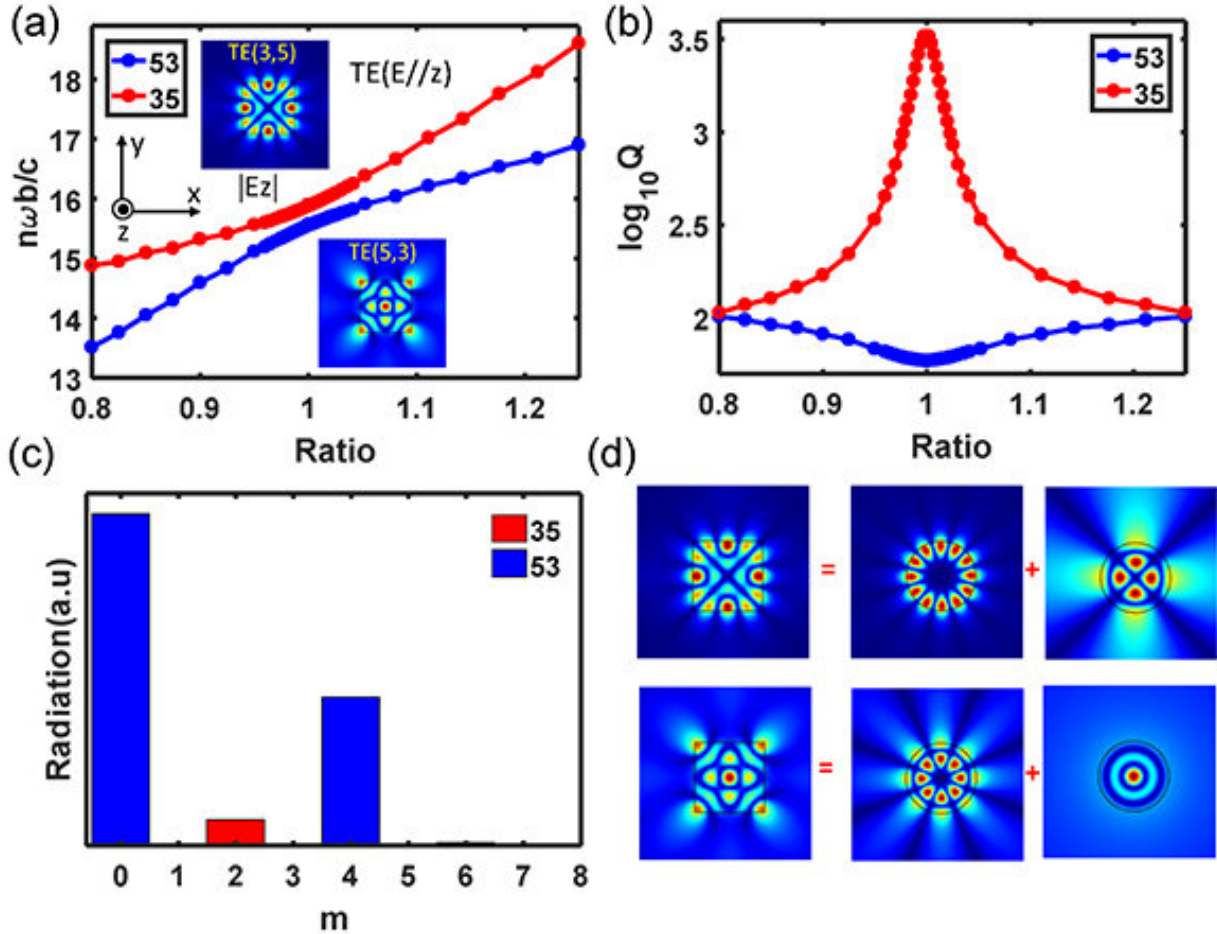 (a)
53
35
TE(3,5)
TE(E//z)
18
17
16
15
14
13
nωb/c
y
x
z
|Ez|
TE(5,3)
0.8 0.9 1 1.1 1.2
Ratio
(b)
53
35
3.5
3
2.5
2
log10Q
0.8 0.9 1 1.1 1.2
Ratio
(c)
35
53
Radiation(a.u)
0 1 2 3 4 5 6 7 8
m
(d)
= +
= +